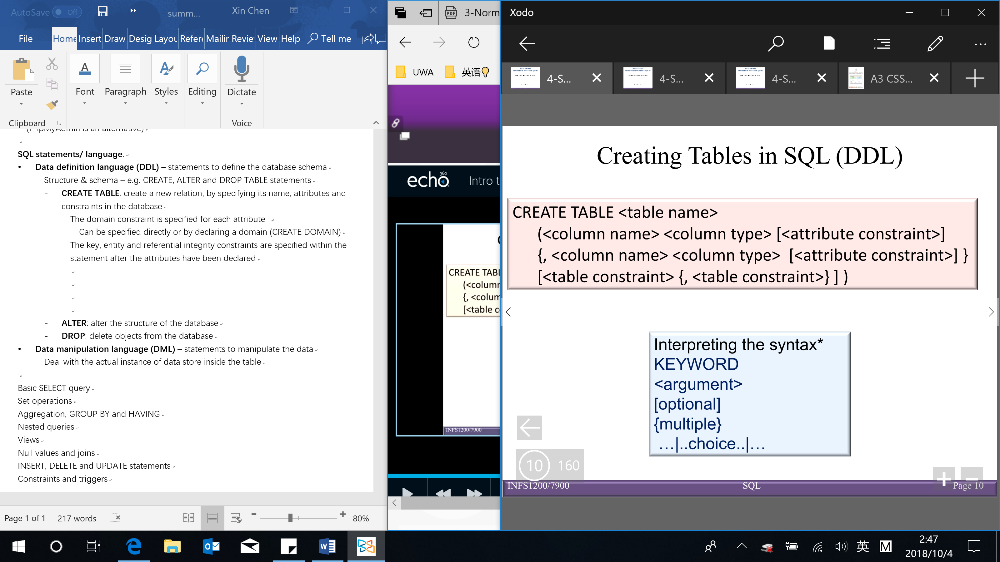 AutoSave Off
summ...
Xin Chen
File Home Insert Draw Desig Layou Refere Mailin Review View Help Tell me
Paste
Font
Paragraph
Styles
Editing
Dictate
Clipboard
Voice
(PhpMyAdmin is an alternative)
SQL statements/ language:
• Data definition language (DDL) – statements to define the database schema
Structure & schema – e.g. CREATE, ALTER and DROP TABLE statements
- CREATE TABLE: create a new relation, by specifying its name, attributes and
constraints in the database
The domain constraint is specified for each attribute
Can be specified directly or by declaring a domain (CREATE DOMAIN)
The key, entity and referential integrity constraints are specified within the
statement after the attributes have been declared
- ALTER: alter the structure of the database
- DROP: delete objects from the database
• Data manipulation language (DML) – statements to manipulate the data
Deal with the actual instance of data store inside the table
Basic SELECT query
Set operations
Aggregation, GROUP BY and HAVING
Nested queries
Views
Null values and joins
INSERT, DELETE and UPDATE statements
Constraints and triggers
Page 1 of 1 217 words
80%
PDF 3-Norm
UWA 英语
echo 360
Intro t
CREATE TABL
(<column
{, <colum
[<table co
INFS1200/7900
Xodo
4-S...
4-S...
4-S...
A3 CSS...
Creating Tables in SQL (DDL)
CREATE TABLE <table name>
(<column name> <column type> [<attribute constraint>]
{, <column name> <column type> [<attribute constraint>] }
[<table constraint> {, <table constraint>} ] )
Interpreting the syntax*
KEYWORD
<argument>
[optional]
{multiple}
…|..choice..|…
10 160
INFS1200/7900 SQL Page 10
英 M
2:47
2018/10/4